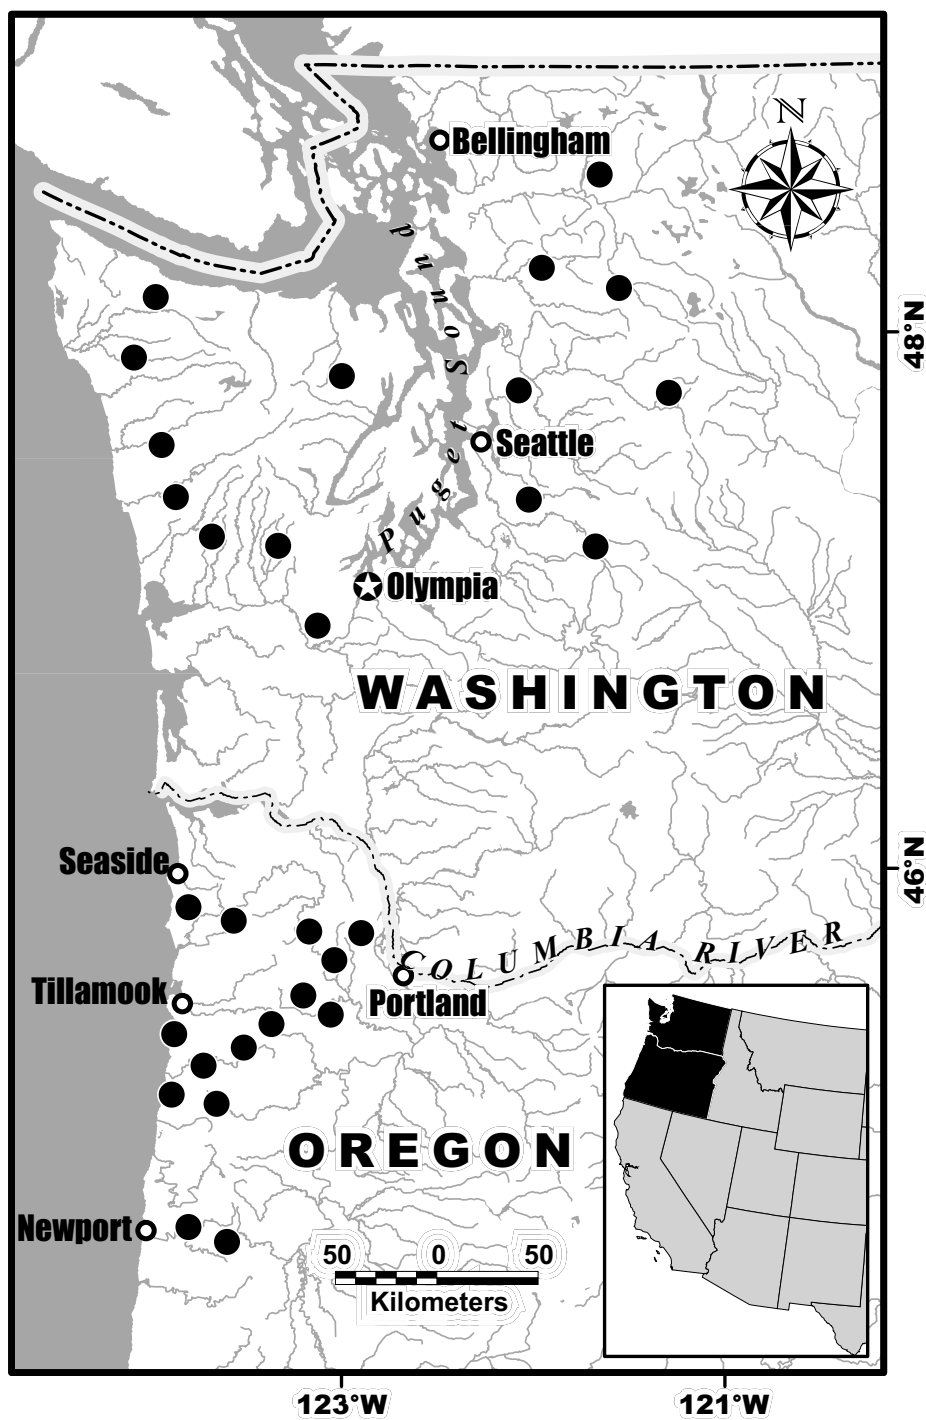 N
Bellingham
Puget Sound
48°N
Seattle
Olympia
WASHINGTON
Seaside
46°N
COLUMBIA RIVER
Tillamook
Portland
OREGON
Newport
50 0 50
Kilometers
123°W 121°W